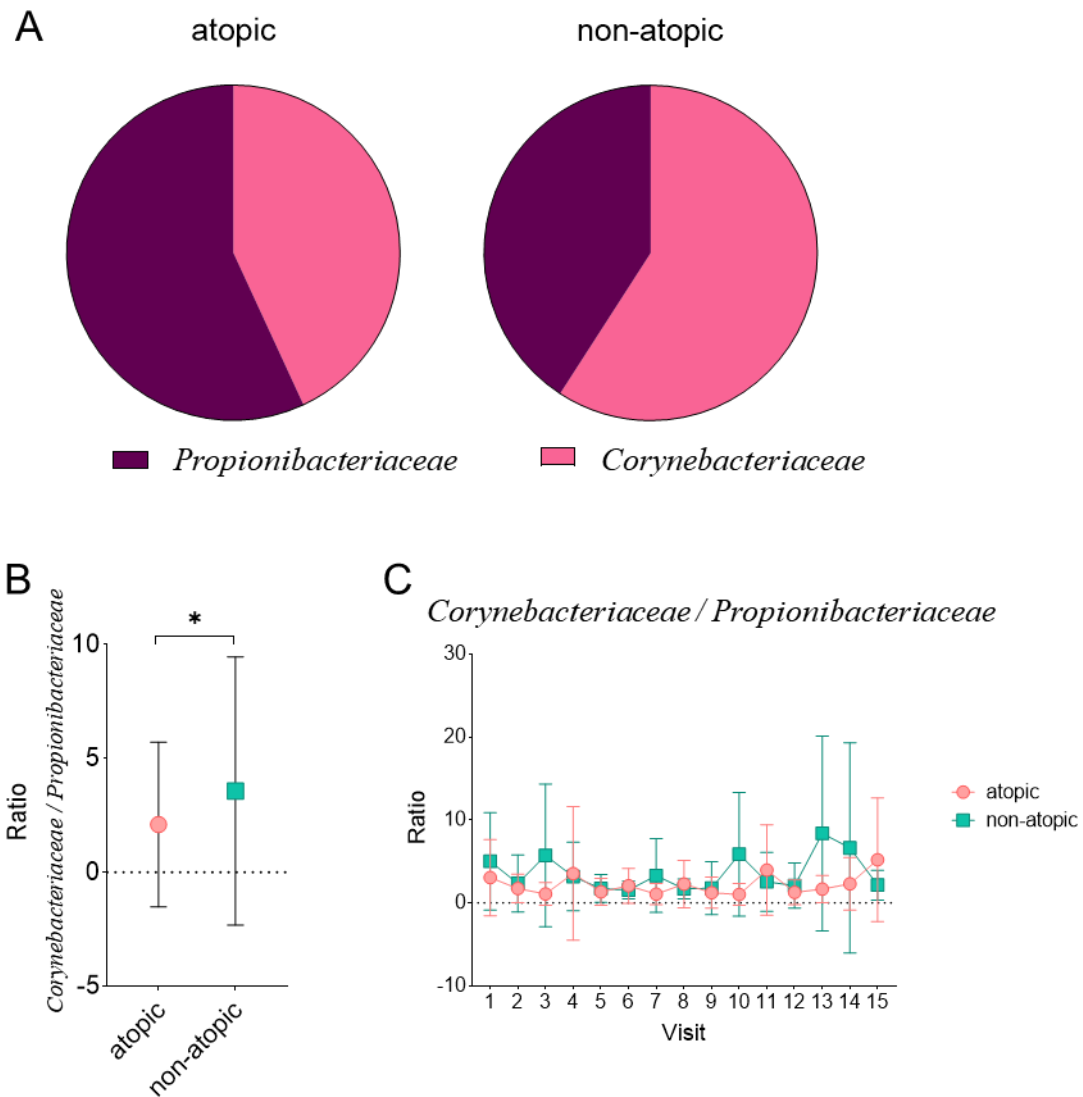 A
atopic
non-atopic
Propionibacteriaceae
Corynebacteriaceae
B
Ratio
Corynebacteriaceae / Propionibacteriaceae
*
10
5
0
-5
atopic
non-atopic
C
Corynebacteriaceae / Propionibacteriaceae
Ratio
30
20
10
0
-10
1 2 3 4 5 6 7 8 9 10 11 12 13 14 15
Visit
atopic
non-atopic